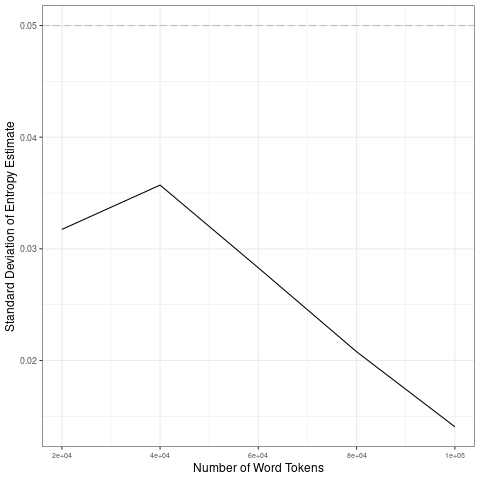 0.05
0.04
0.03
0.02
Standard Deviation of Entropy Estimate
2e+04 4e+04 6e+04 8e+04 1e+05
Number of Word Tokens